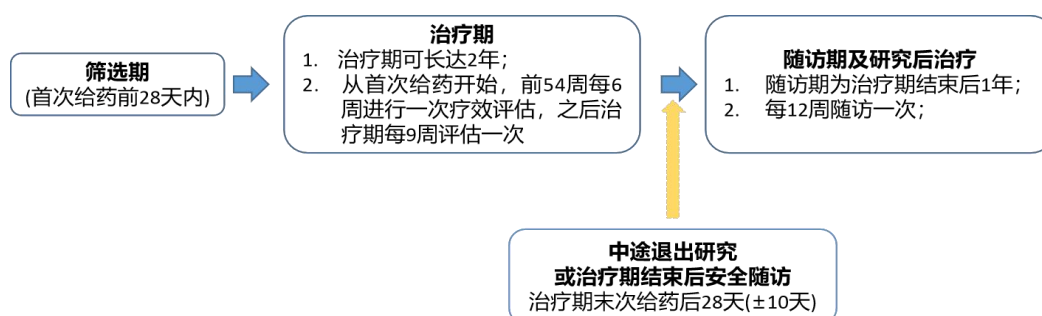 筛选期
(首次给药前28天内)
治疗期
1. 治疗期可长达2年；
2. 从首次给药开始，前54周每6
周进行一次疗效评估，之后治
疗期每9周评估一次
随访期及研究后治疗
1. 随访期为治疗期结束后1年；
2. 每12周随访一次；
中途退出研究
或治疗期结束后安全随访
治疗期末次给药后28天(±10天)